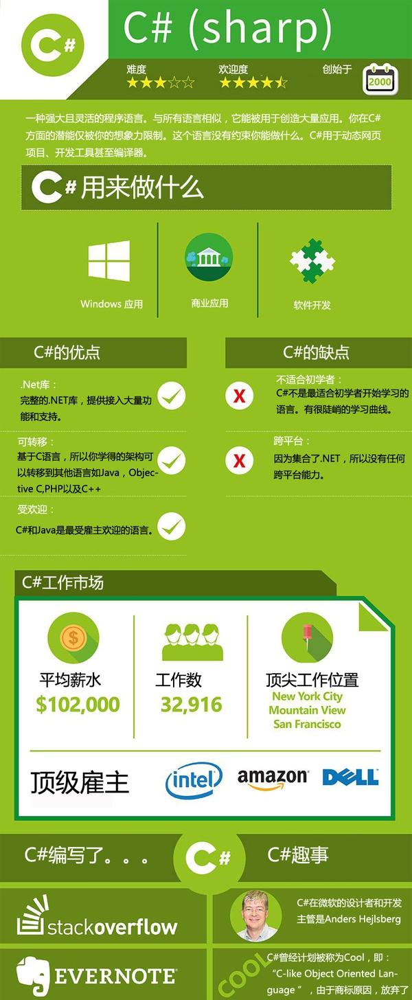 C#
C# (sharp)
难度
欢迎度
创始于
2000
一种强大且灵活的程序语言。与所有语言相似，它能被用于创造大量应用。你在C#
方面的潜能仅被你的想象力限制。这个语言没有约束你能做什么。C#用于动态网页
项目、开发工具甚至编译器。
C# 用来做什么
Windows 应用
商业应用
软件开发
C#的优点
.Net库：
完整的.NET库，提供接入大量功
能和支持。
可转移：
基于C语言，所以你学得的架构可
以转移到其他语言如Java，Objec-
tive C,PHP以及C++
受欢迎：
C#和Java是最受雇主欢迎的语言。
C#的缺点
不适合初学者：
C#不是最适合初学者开始学习的
语言。有很陡峭的学习曲线。
X
跨平台：
因为集合了.NET，所以没有任何
跨平台能力。
X
C#工作市场
$
平均薪水
$102,000
工作数
32,916
顶尖工作位置
New York City
Mountain View
San Francisco
顶级雇主
intel
amazon
DELL
C#编写了。。。
C#
C#趣事
stackoverflow
EVERNOTE
C#在微软的设计者和开发
主管是Anders Hejlsberg
COOL
C#曾经计划被称为Cool，即：
“C-like Object Oriented Lan-
guage ”，由于商标原因，放弃了